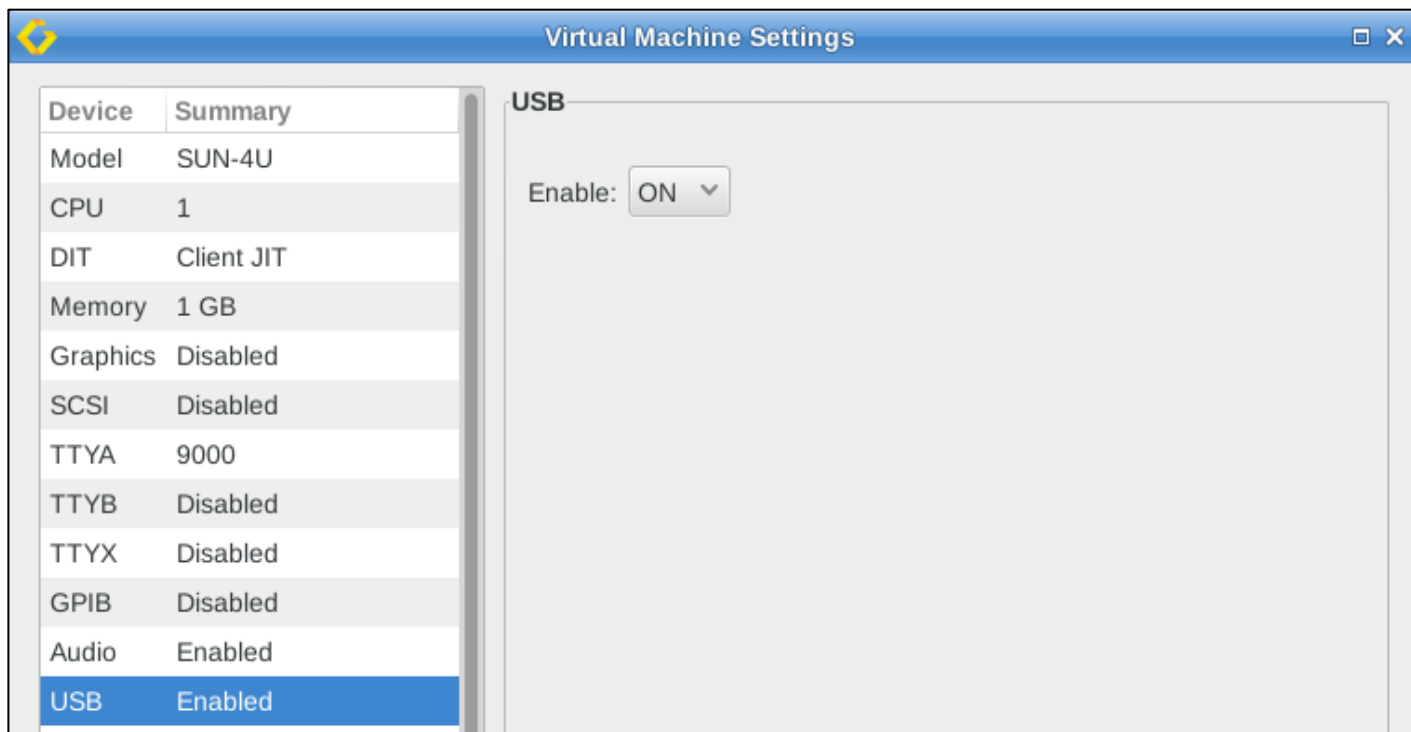 Virtual Machine Settings
Device Summary
Model SUN-4U
CPU 1
DIT Client JIT
Memory 1 GB
Graphics Disabled
SCSI Disabled
TTYA 9000
TTYB Disabled
TTYX Disabled
GPIB Disabled
Audio Enabled
USB Enabled
USB
Enable: ON